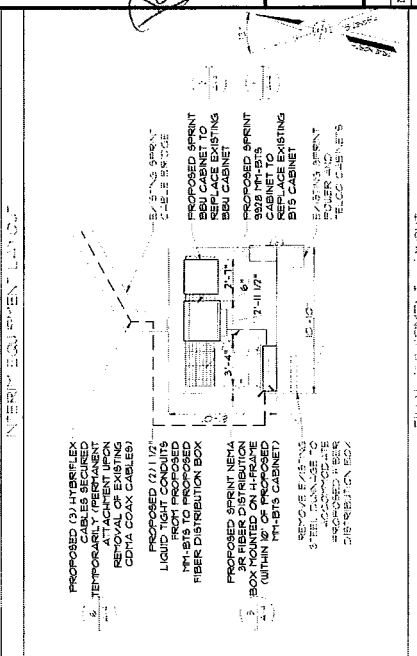 INTERIM EQUIPMENT LAYOUT
PROPOSED (3) HYBRIFLEX
CABLES SECURED
TEMPORARILY (PERMANENT
ATTACHMENT UPON
REMOVAL OF EXISTING
CDMA COAX CABLES)
PROPOSED (2) 1 1/2"
LIQUID TIGHT CONDUITS
FROM PROPOSED
MM-BTS TO PROPOSED
FIBER DISTRIBUTION BOX
PROPOSED SPRINT NEMA
3R FIBER DISTRIBUTION
BOX MOUNTED ON H-FRAME
(WITHIN 10' OF PROPOSED
MM-BTS CABINET)
REMOVE EXISTING
STEEL DUNNAGE TO
ACCOMODATE
PROPOSED FIBER
DISTRIBUTION BOX
EXISTING SPRINT
CABLE BRIDGE
PROPOSED SPRINT
BBU CABINET TO
REPLACE EXISTING
BBU CABINET
PROPOSED SPRINT
9928 MM-BTS
CABINET TO
REPLACE EXISTING
BTS CABINET
EXISTING SPRINT
POWER AND
TELCO CABINETS
2'-7"
6"
2'-11 1/2"
3'-4"
10'-10"